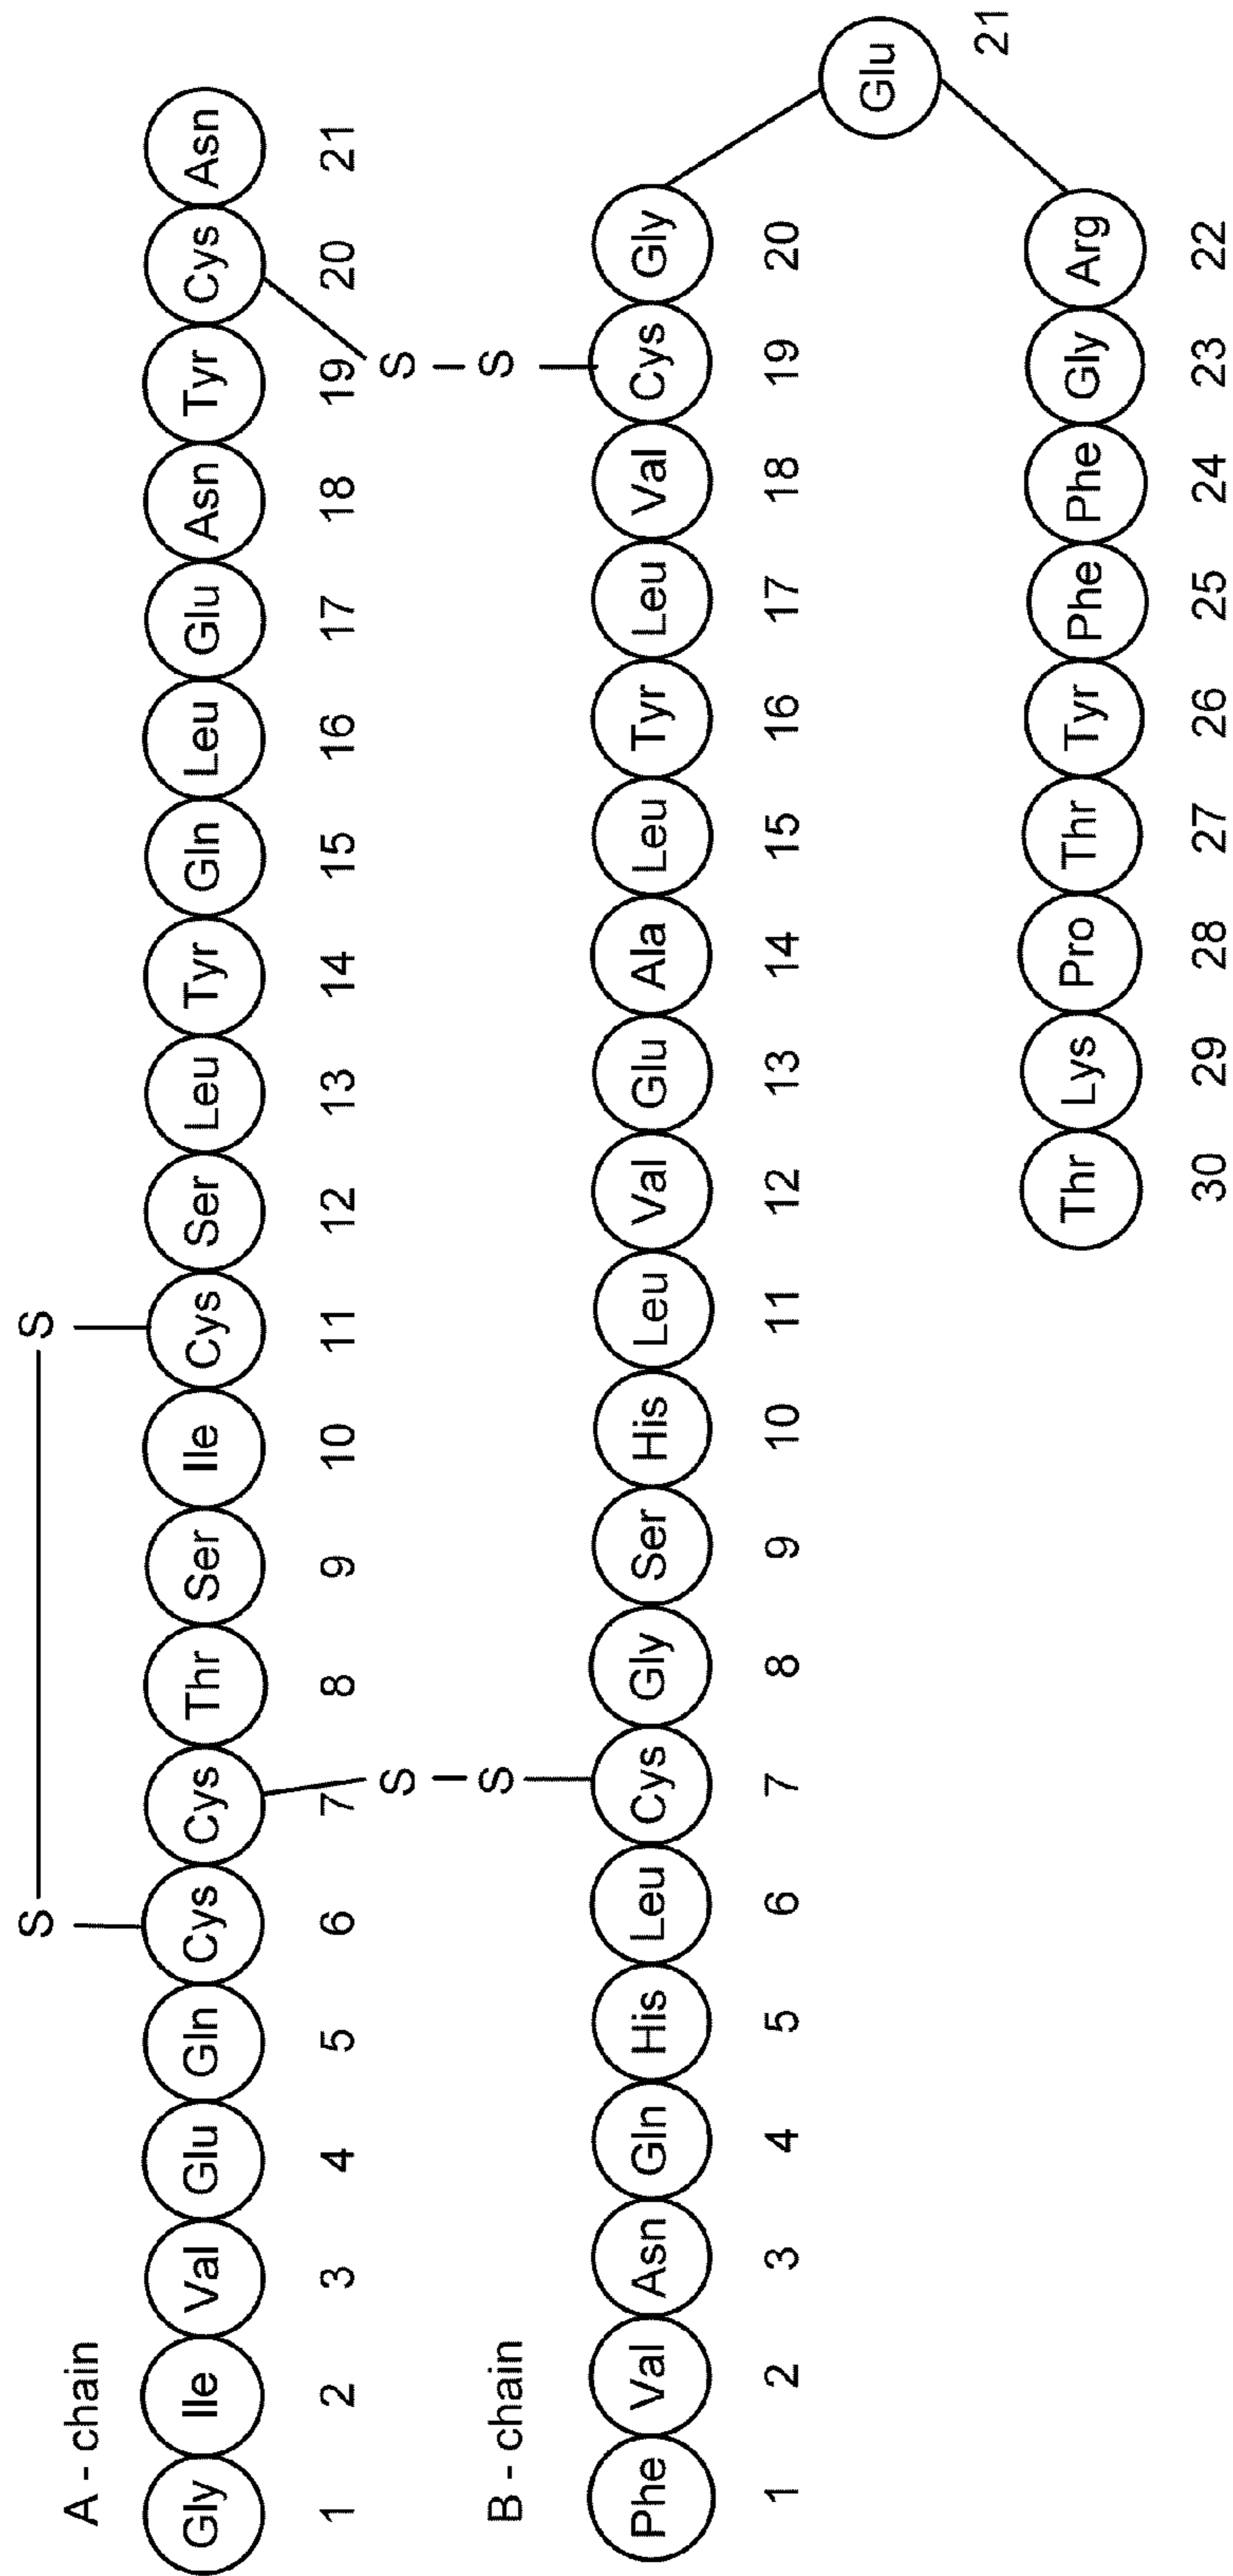 S S
A - chain
Gly Ile Val Glu Gln Cys Cys Thr Ser Ile Cys Ser Leu Tyr Gln Leu Glu Asn Tyr Cys Asn
1 2 3 4 5 6 7 8 9 10 11 12 13 14 15 16 17 18 19 20 21
S S
S S
B - chain
Phe Val Asn Gln His Leu Cys Gly Ser His Leu Val Glu Ala Leu Tyr Leu Val Cys Gly
1 2 3 4 5 6 7 8 9 10 11 12 13 14 15 16 17 18 19 20
Glu
21
Thr Lys Pro Thr Tyr Phe Phe Gly Arg
30 29 28 27 26 25 24 23 22